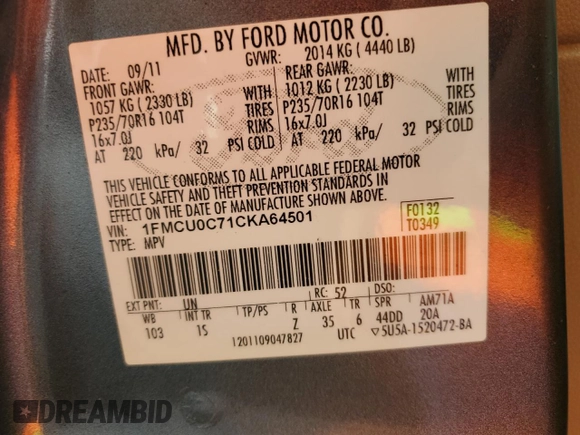 MFD. BY FORD MOTOR CO.
DATE: 09/11
GVWR: 2014 KG ( 4440 LB)
FRONT GAWR:
REAR GAWR:
1057 KG ( 2330 LB) WITH 1012 KG ( 2230 LB) WITH
P235/70R16 104T TIRES P235/70R16 104T TIRES
16x7.0J RIMS 16x7.0J RIMS
AT 220 kPa/ 32 PSI COLD AT 220 kPa/ 32 PSI COLD
THIS VEHICLE CONFORMS TO ALL APPLICABLE FEDERAL MOTOR
VEHICLE SAFETY AND THEFT PREVENTION STANDARDS IN
EFFECT ON THE DATE OF MANUFACTURE SHOWN ABOVE.
VIN: 1FMCU0C71CKA64501 F0132
TYPE: MPV T0349
EXT PNT: UN RC: 52 DSO:
WB INT TR TP/PS R AXLE TR SPR AM71A
103 1S Z 35 6 44DD 20A
1201109047827 UTC ▽5U5A-1520472-BA
DREAMBID